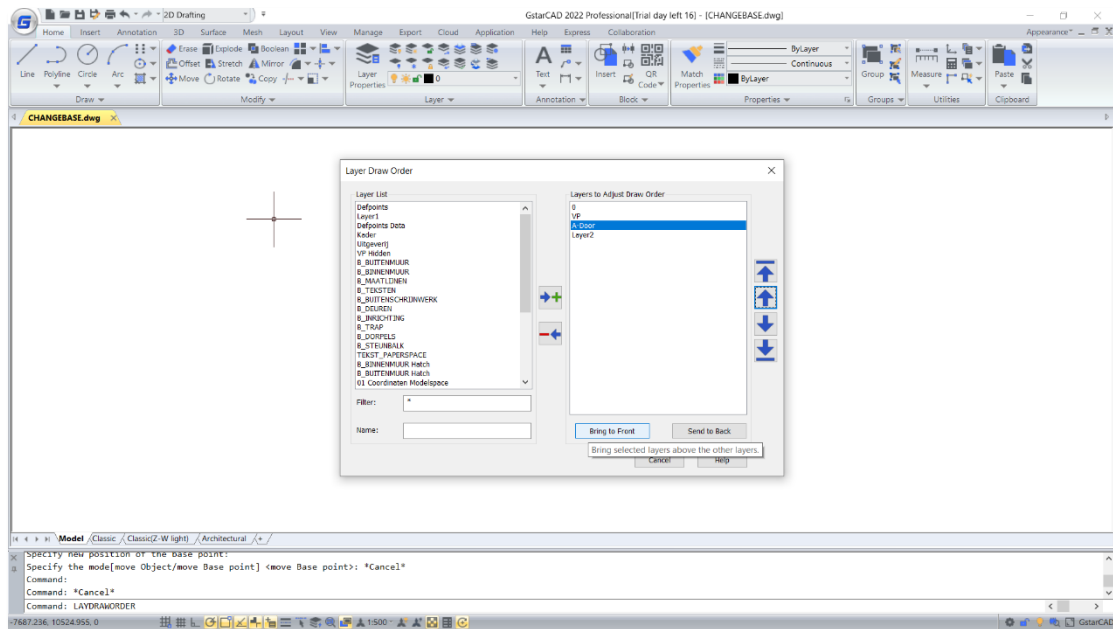 2D Drafting
GstarCAD 2022 Professional[Trial day left 16] - [CHANGEBASE.dwg]
Home Insert Annotation 3D Surface Mesh Layout View Manage Export Cloud Application Help Express Collaboration Appearance
Erase Explode Boolean
Offset Stretch Mirror
Move Rotate Copy
Line Polyline Circle Arc
Layer Properties
0
Text
Insert
QR Code
Match Properties
ByLayer
Continuous
ByLayer
Group
Measure
Paste
Draw Modify Layer Annotation Block Properties Groups Utilities Clipboard
CHANGEBASE.dwg
Layer Draw Order
Layer List
Defpoints
Layer1
Defpoints Data
Kader
Uitgeverij
VP Hidden
B_BUITENMUUR
B_BINNENMUUR
B_MAATLIJNEN
B_TEKSTEN
B_BUITENSCHRIJNWERK
B_DEUREN
B_INRICHTING
B_TRAP
B_DORPELS
B_STEUNBALK
TEKST_PAPERSPACE
B_BINNENMUUR Hatch
B_BUITENMUUR Hatch
01 Coordinaten Modelspace
Filter: *
Name:
Layers to Adjust Draw Order
0
VP
A-Door
Layer2
Bring to Front Send to Back
Bring selected layers above the other layers.
Cancel Help
Model Classic Classic(Z-W light) Architectural +
Specify new position of the base point:
Specify the mode[move Object/move Base point] <move Base point>: *Cancel*
Command:
Command: *Cancel*
Command: LAYDRAWORDER
-7687.236, 10524.955, 0
1:500
GstarCAD